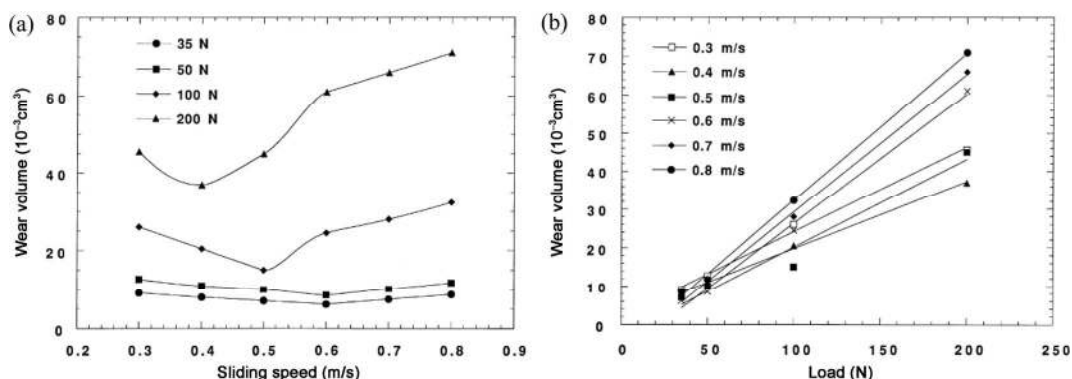 (a)
80
60
40
20
0
Wear volume (10⁻³cm³)
35 N
50 N
100 N
200 N
0.2 0.3 0.4 0.5 0.6 0.7 0.8 0.9
Sliding speed (m/s)
(b)
80
70
60
50
40
30
20
10
0
Wear volume (10⁻³cm³)
0.3 m/s
0.4 m/s
0.5 m/s
0.6 m/s
0.7 m/s
0.8 m/s
0 50 100 150 200 250
Load (N)